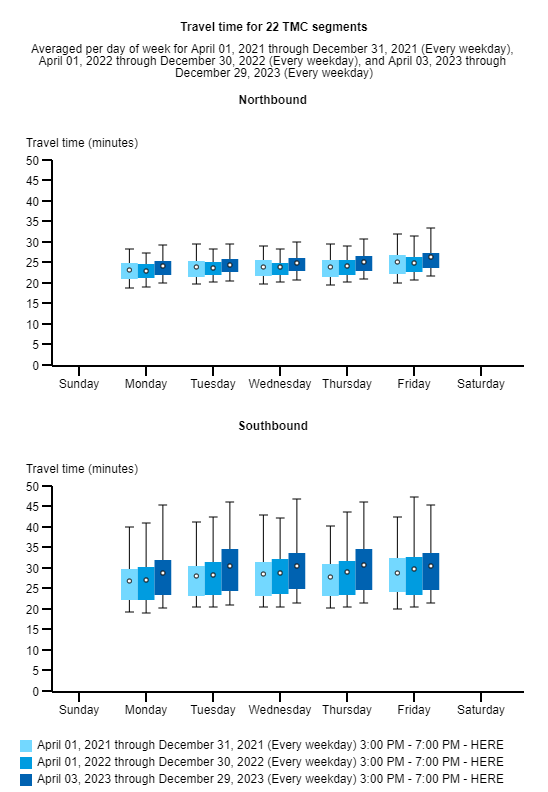 Travel time for 22 TMC segments
Averaged per day of week for April 01, 2021 through December 31, 2021 (Every weekday),
April 01, 2022 through December 30, 2022 (Every weekday), and April 03, 2023 through
December 29, 2023 (Every weekday)
Northbound
Travel time (minutes)
50
45
40
35
30
25
20
15
10
5
0
Sunday Monday Tuesday Wednesday Thursday Friday Saturday
Southbound
Travel time (minutes)
50
45
40
35
30
25
20
15
10
5
0
Sunday Monday Tuesday Wednesday Thursday Friday Saturday
April 01, 2021 through December 31, 2021 (Every weekday) 3:00 PM - 7:00 PM - HERE
April 01, 2022 through December 30, 2022 (Every weekday) 3:00 PM - 7:00 PM - HERE
April 03, 2023 through December 29, 2023 (Every weekday) 3:00 PM - 7:00 PM - HERE